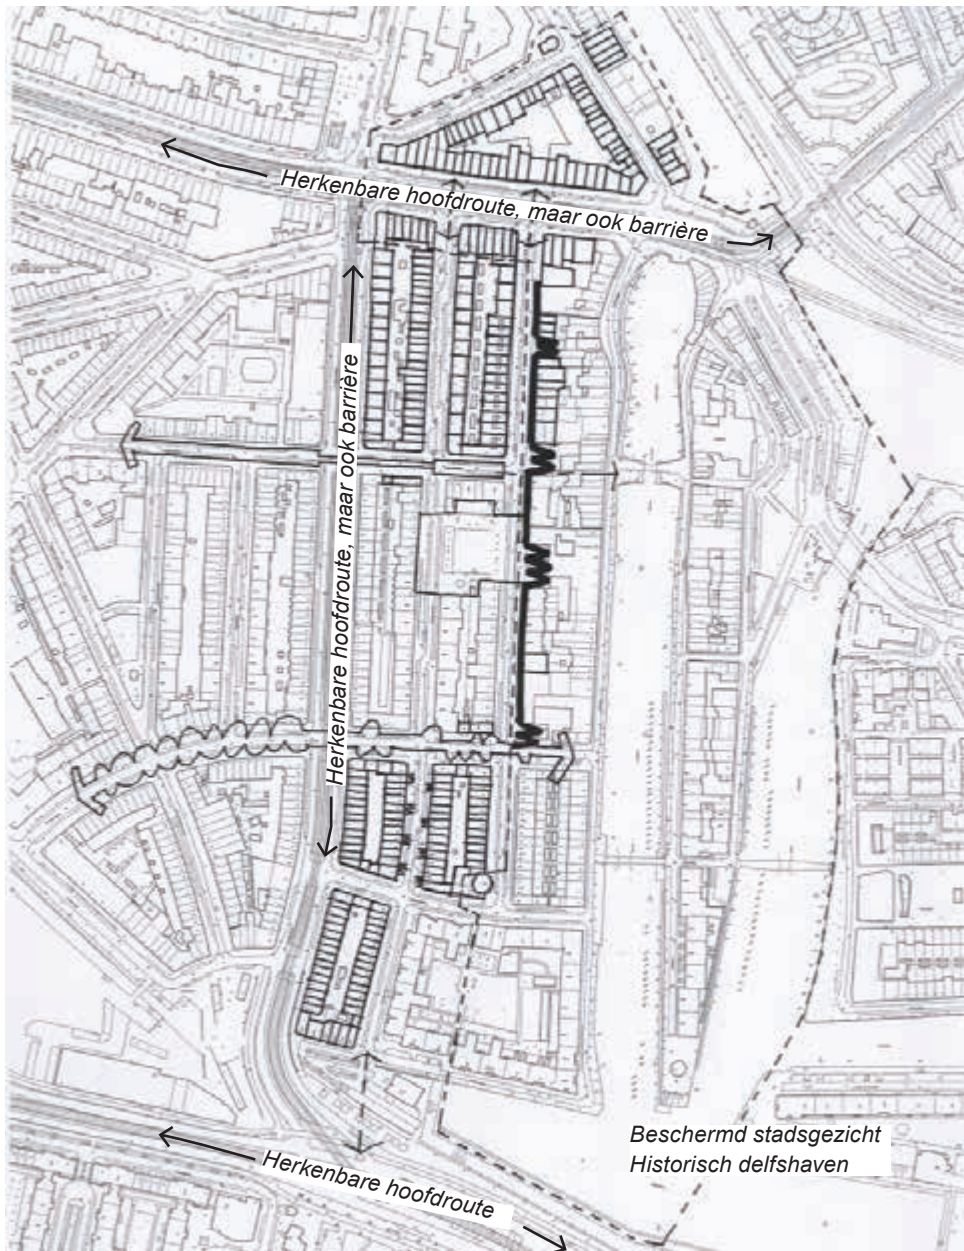 Herkenbare hoofdroute, maar ook barrière
Herkenbare hoofdroute, maar ook barrière
Beschermd stadsgezicht
Historisch delfshaven
Herkenbare hoofdroute